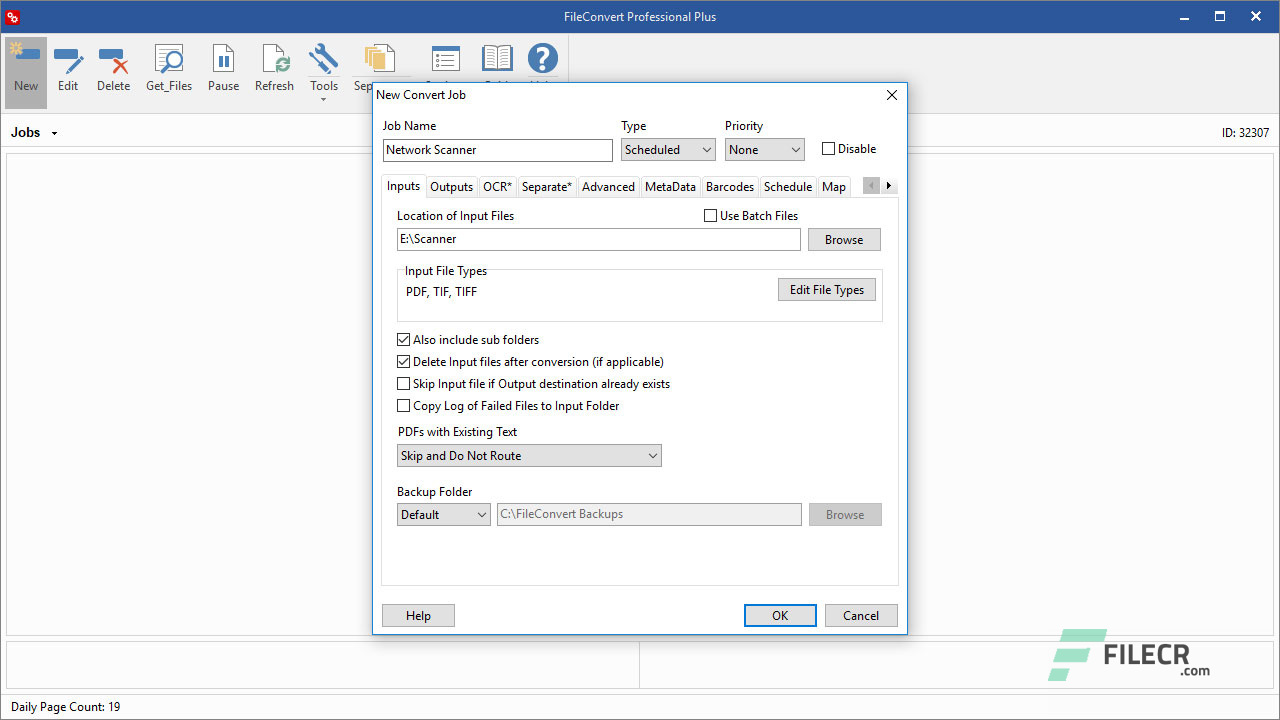 FileConvert Professional Plus
New Edit Delete Get_Files Pause Refresh Tools
New Convert Job
Jobs ID: 32307
Job Name Type Priority
Network Scanner Scheduled None Disable
Inputs Outputs OCR* Separate* Advanced MetaData Barcodes Schedule Map
Location of Input Files Use Batch Files
E:\Scanner Browse
Input File Types
PDF, TIF, TIFF Edit File Types
Also include sub folders
Delete Input files after conversion (if applicable)
Skip Input file if Output destination already exists
Copy Log of Failed Files to Input Folder
PDFs with Existing Text
Skip and Do Not Route
Backup Folder
Default C:\FileConvert Backups Browse
Help OK Cancel
FILECR
.com
Daily Page Count: 19